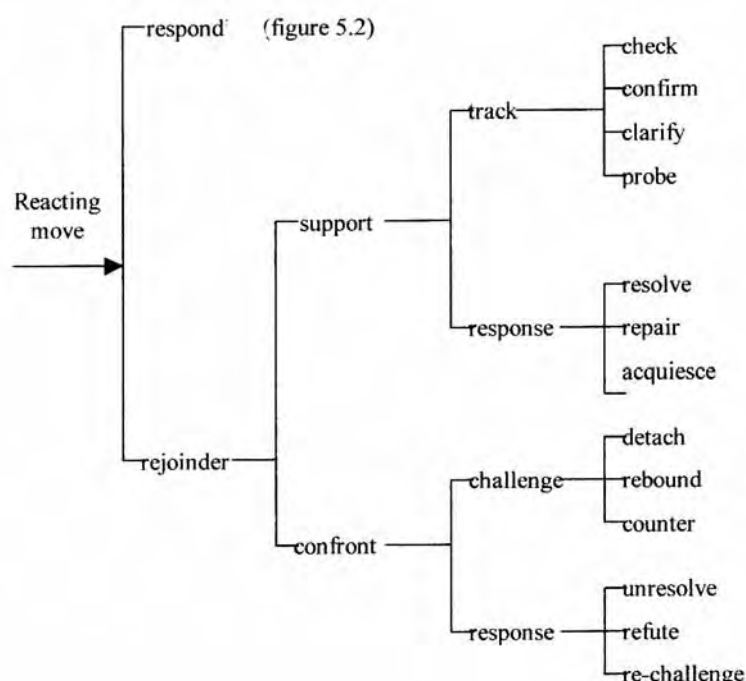 respond (figure 5.2)
check
confirm
track
clarify
probe
Reacting
move
support
resolve
response
repair
acquiesce
rejoinder
detach
challenge
rebound
counter
confront
unresolve
response
refute
re-challenge